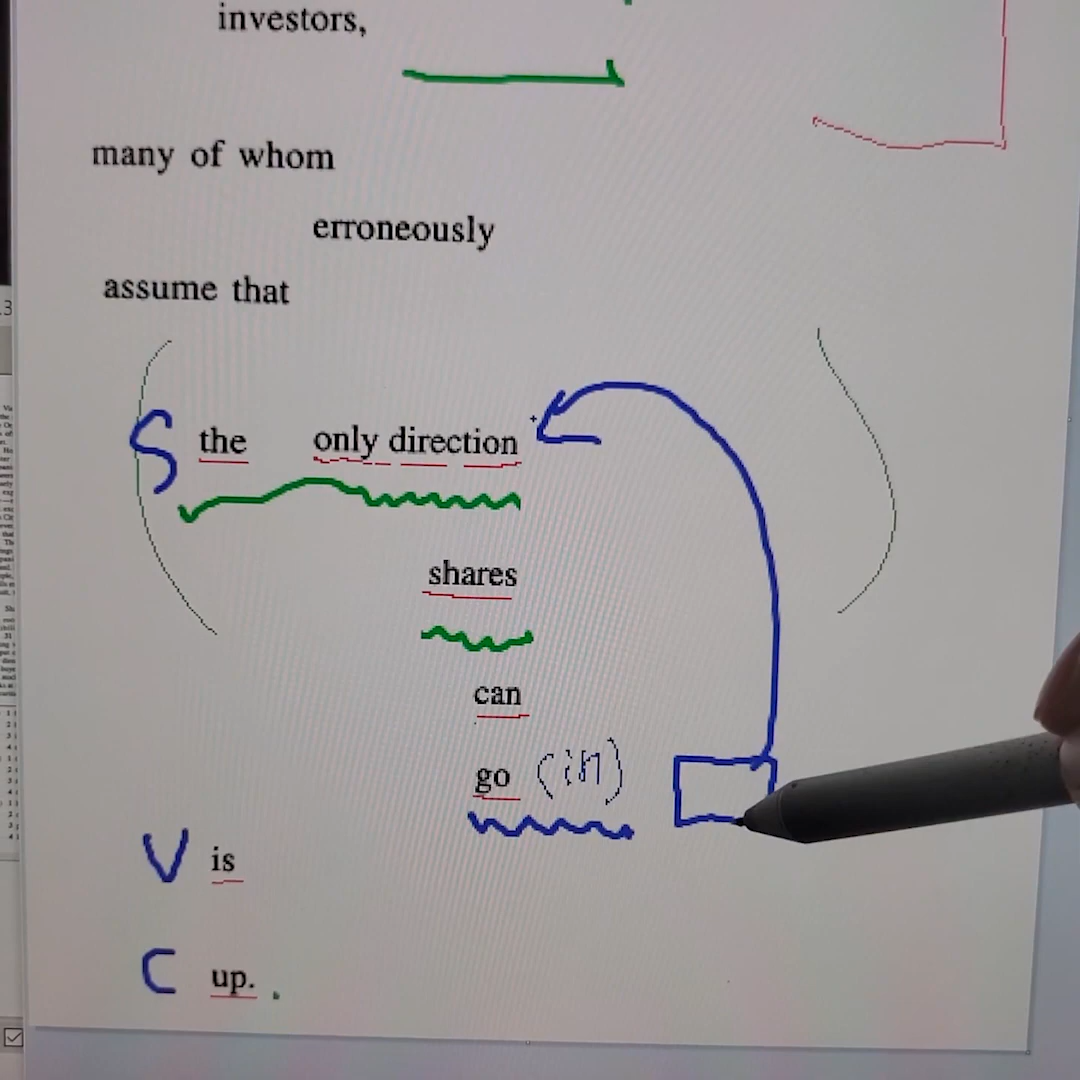 investors,
many of whom
erroneously
assume that
S the only direction
shares
can
go (in)
V is
C up.